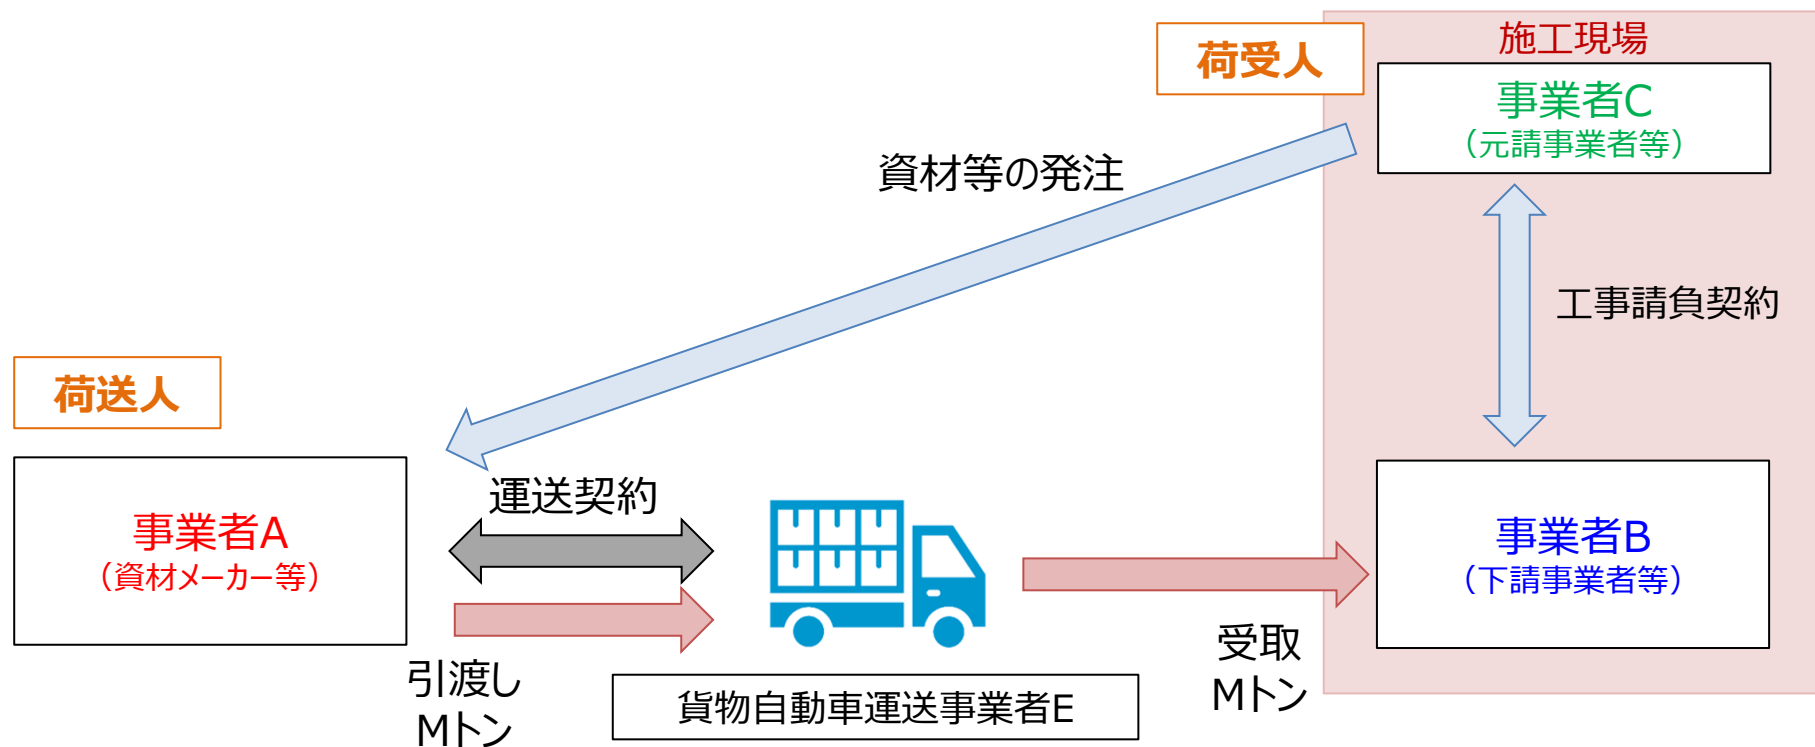 施工現場
荷受人
事業者C
（元請事業者等）
資材等の発注
工事請負契約
荷送人
運送契約
事業者A
（資材メーカー等）
事業者B
（下請事業者等）
引渡し
Mトン
受取
Mトン
貨物自動車運送事業者E